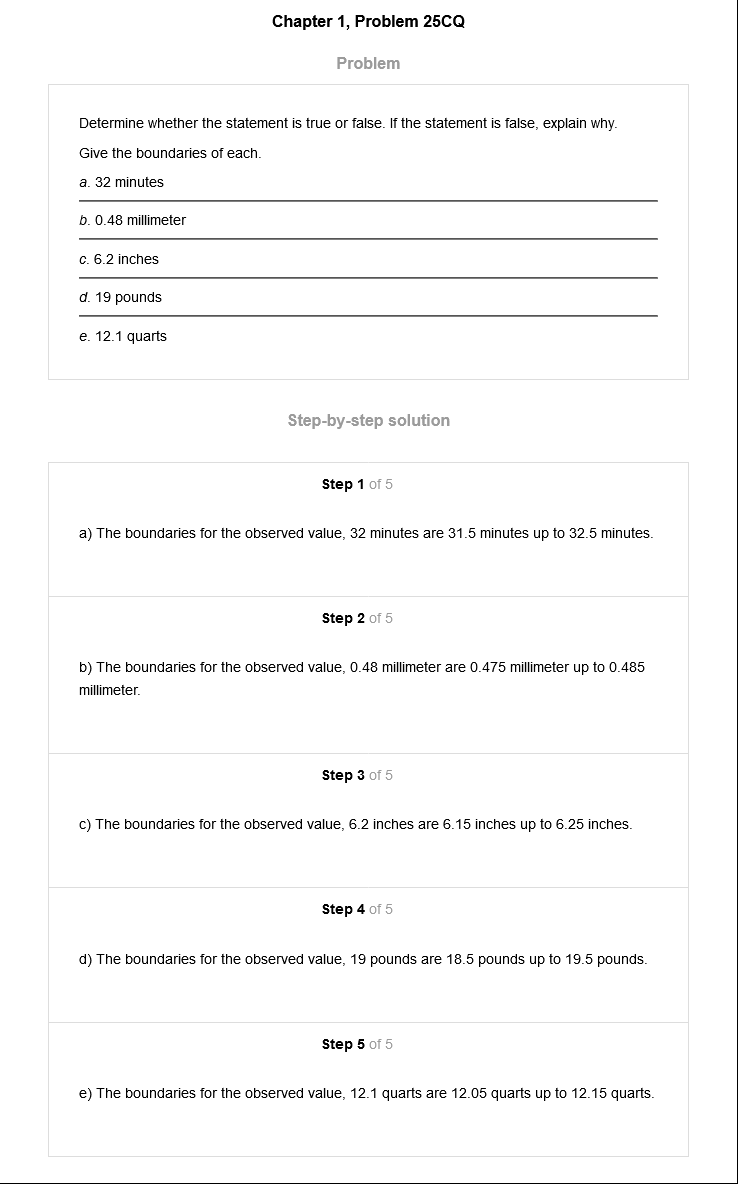 Chapter 1, Problem 25CQ
Problem
Determine whether the statement is true or false. If the statement is false, explain why.
Give the boundaries of each.
a. 32 minutes
b. 0.48 millimeter
c. 6.2 inches
d. 19 pounds
e. 12.1 quarts
Step-by-step solution
Step 1 of 5
a) The boundaries for the observed value, 32 minutes are 31.5 minutes up to 32.5 minutes.
Step 2 of 5
b) The boundaries for the observed value, 0.48 millimeter are 0.475 millimeter up to 0.485
millimeter.
Step 3 of 5
c) The boundaries for the observed value, 6.2 inches are 6.15 inches up to 6.25 inches.
Step 4 of 5
d) The boundaries for the observed value, 19 pounds are 18.5 pounds up to 19.5 pounds.
Step 5 of 5
e) The boundaries for the observed value, 12.1 quarts are 12.05 quarts up to 12.15 quarts.